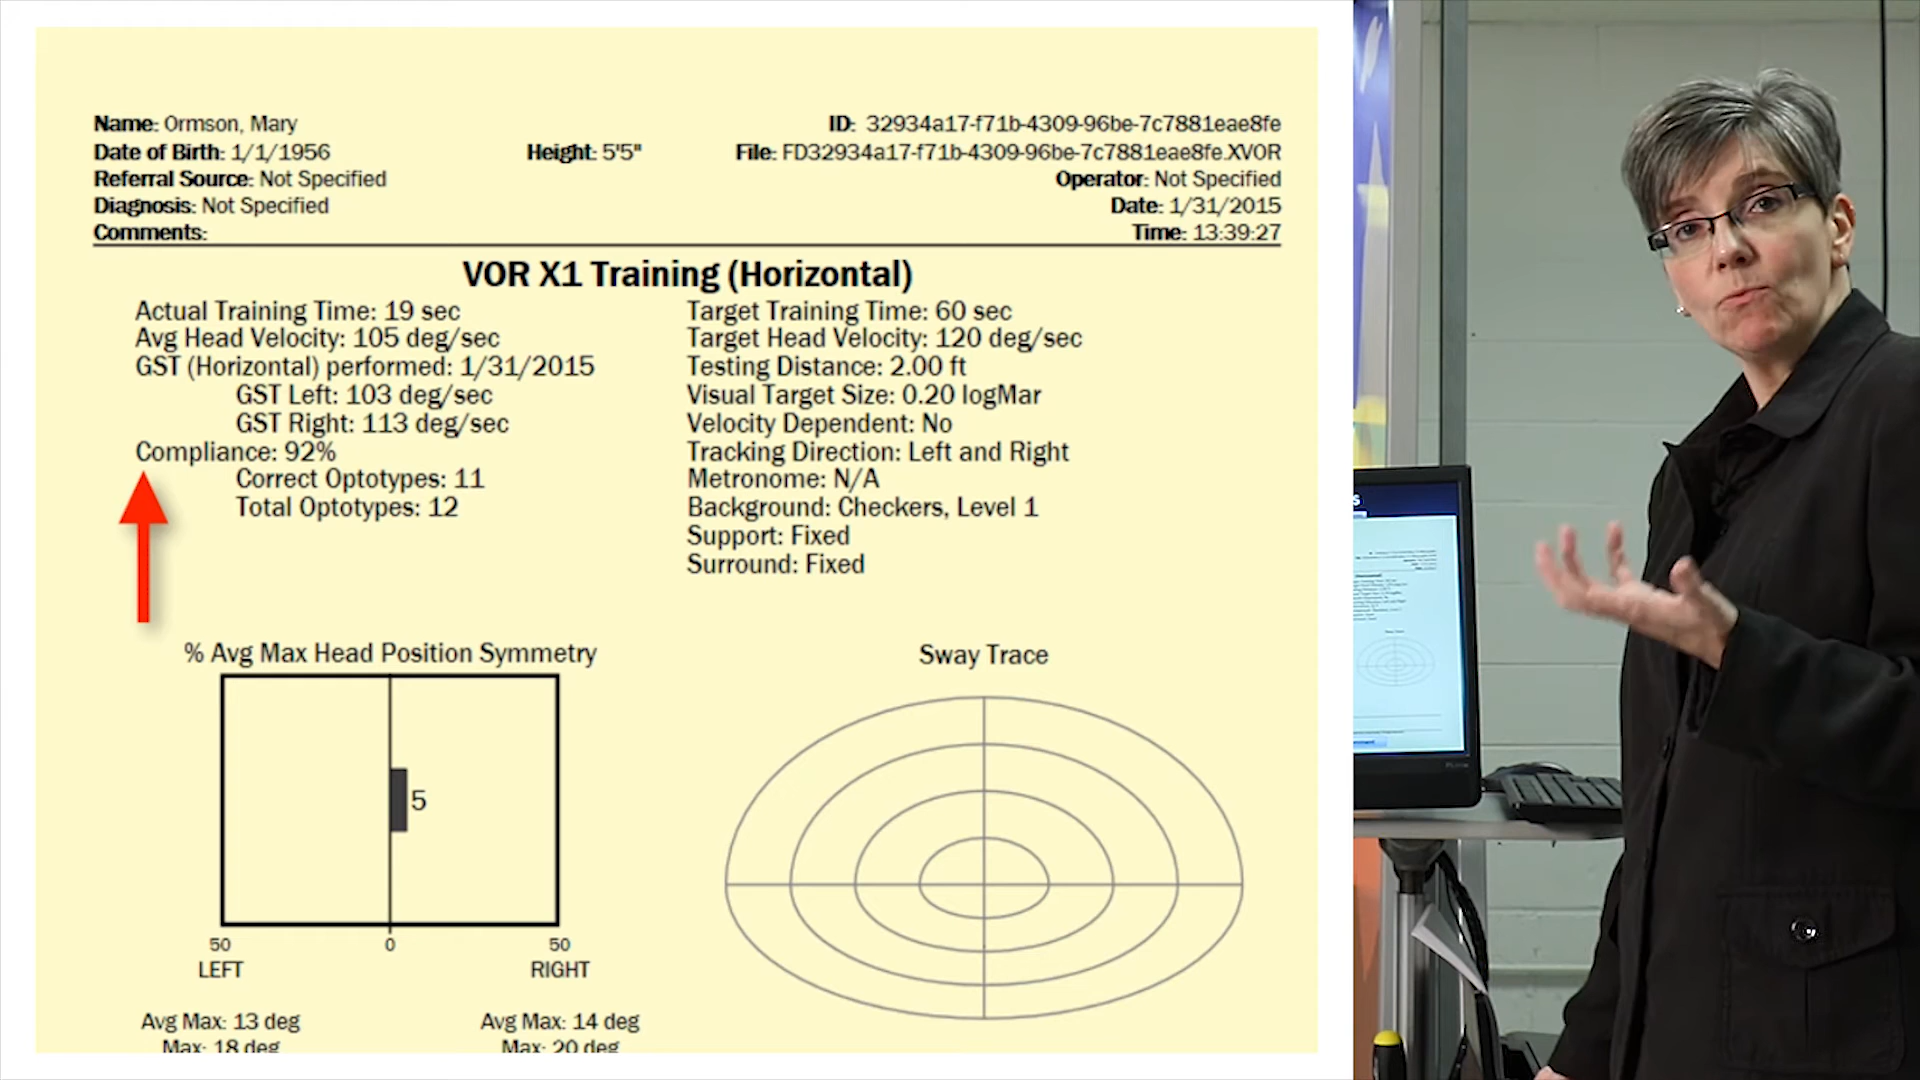 Name: Ormson, Mary
ID: 32934a17-f71b-4309-96be-7c7881eae8fe
Date of Birth: 1/1/1956
Height: 5'5"
File: FD32934a17-f71b-4309-96be-7c7881eae8fe.XVOR
Referral Source: Not Specified
Operator: Not Specified
Diagnosis: Not Specified
Date: 1/31/2015
Comments:
Time: 13:39:27
VOR X1 Training (Horizontal)
Actual Training Time: 19 sec
Avg Head Velocity: 105 deg/sec
GST (Horizontal) performed: 1/31/2015
GST Left: 103 deg/sec
GST Right: 113 deg/sec
Compliance: 92%
Correct Optotypes: 11
Total Optotypes: 12
Target Training Time: 60 sec
Target Head Velocity: 120 deg/sec
Testing Distance: 2.00 ft
Visual Target Size: 0.20 logMar
Velocity Dependent: No
Tracking Direction: Left and Right
Metronome: N/A
Background: Checkers, Level 1
Support: Fixed
Surround: Fixed
% Avg Max Head Position Symmetry
5
50 0 50
LEFT RIGHT
Avg Max: 13 deg
Max: 18 deg
Avg Max: 14 deg
Max: 20 deg
Sway Trace